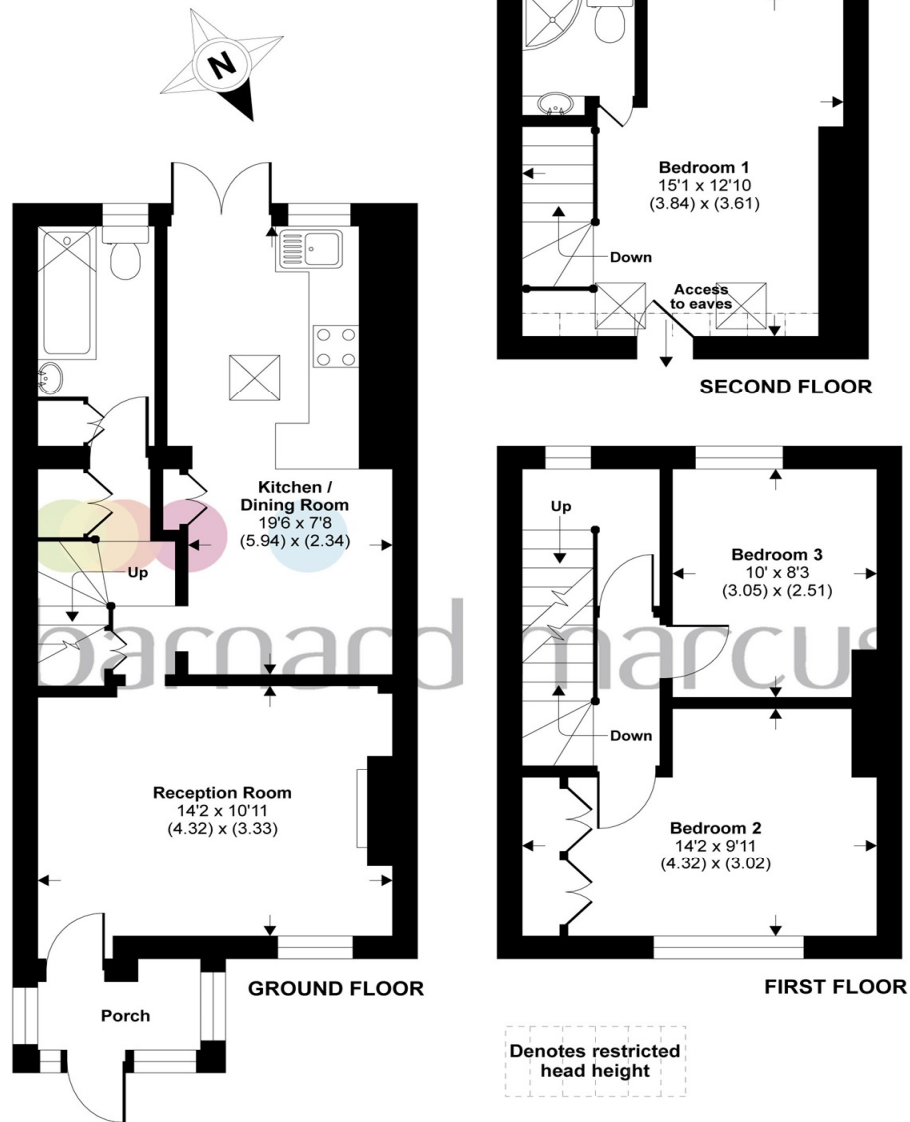 N
Bedroom 1
15'1 x 12'10
(3.84) x (3.61)
Down
Access
to eaves
SECOND FLOOR
Kitchen /
Dining Room
19'6 x 7'8
(5.94) x (2.34)
Up
Up
Bedroom 3
10' x 8'3
(3.05) x (2.51)
barnard marcus
Down
Reception Room
14'2 x 10'11
(4.32) x (3.33)
Bedroom 2
14'2 x 9'11
(4.32) x (3.02)
GROUND FLOOR
FIRST FLOOR
Porch
Denotes restricted
head height